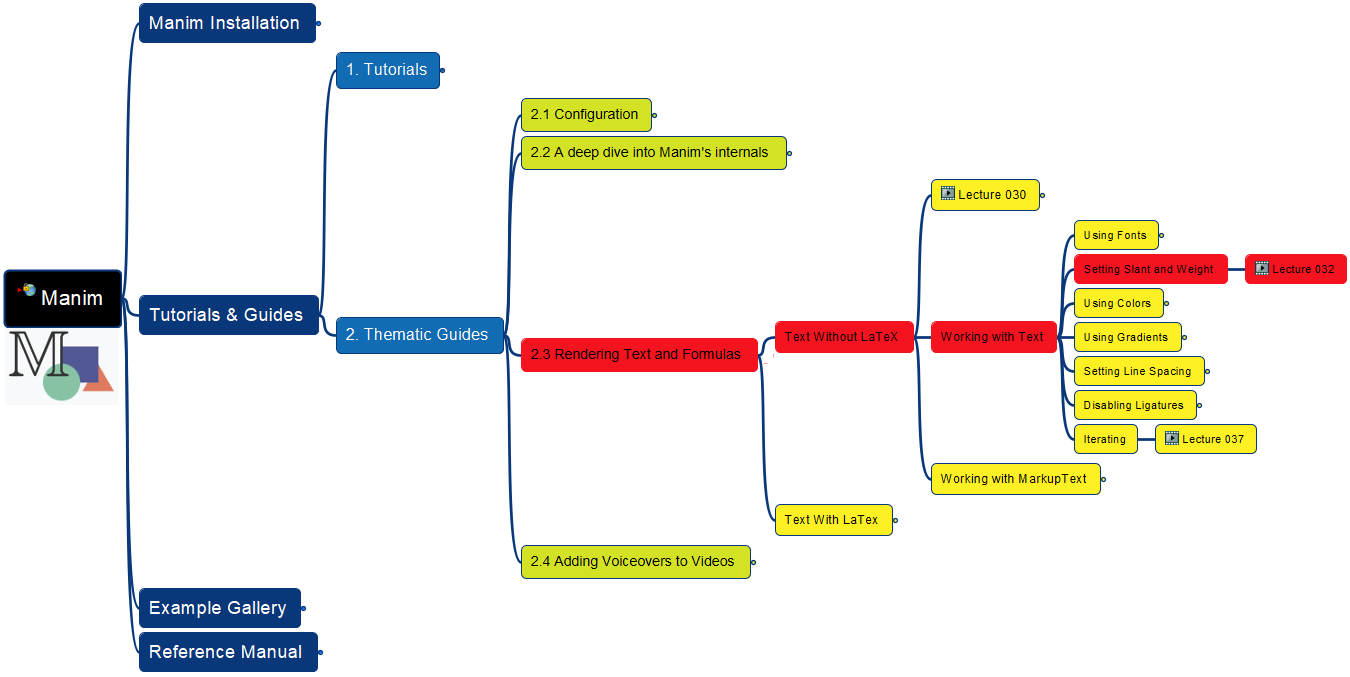 Manim Installation
1. Tutorials
2.1 Configuration
2.2 A deep dive into Manim's internals
Lecture 030
Using Fonts
Setting Slant and Weight
Lecture 032
Manim
Tutorials & Guides
2. Thematic Guides
2.3 Rendering Text and Formulas
Text Without LaTeX
Working with Text
Using Colors
Using Gradients
Setting Line Spacing
Disabling Ligatures
Iterating
Lecture 037
M
Working with MarkupText
Text With LaTex
2.4 Adding Voiceovers to Videos
Example Gallery
Reference Manual